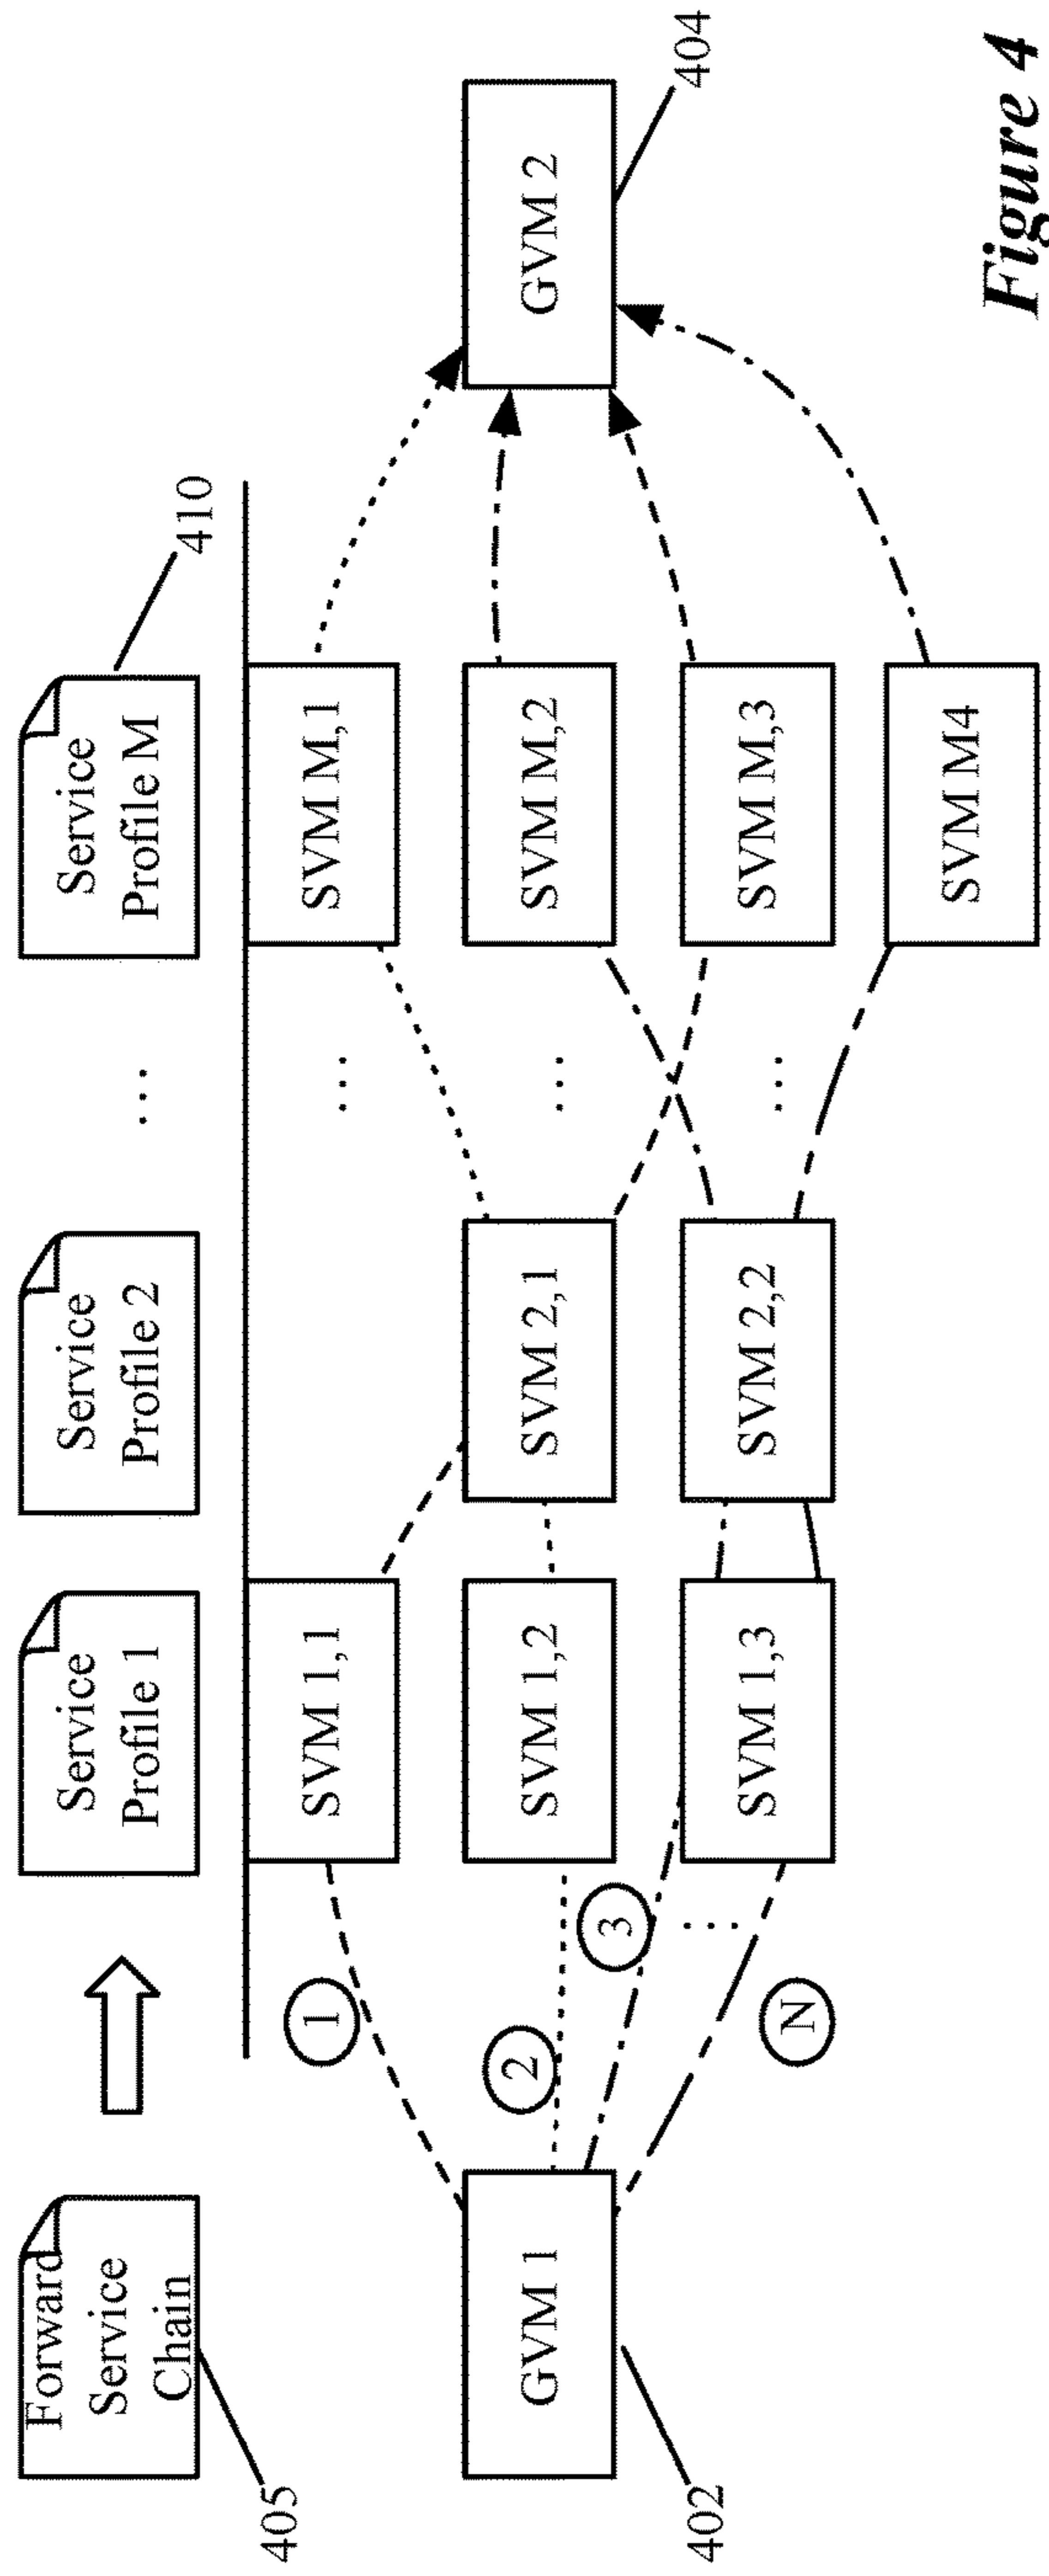 Forward
Service
Chain
405
Service
Profile 1
Service
Profile 2
...
Service
Profile M
410
SVM 1,1
...
SVM M,1
1
GVM 1
402
2
SVM 1,2
SVM 2,1
...
SVM M,2
GVM 2
404
3
...
SVM 1,3
SVM 2,2
...
SVM M,3
N
SVM M4
Figure 4